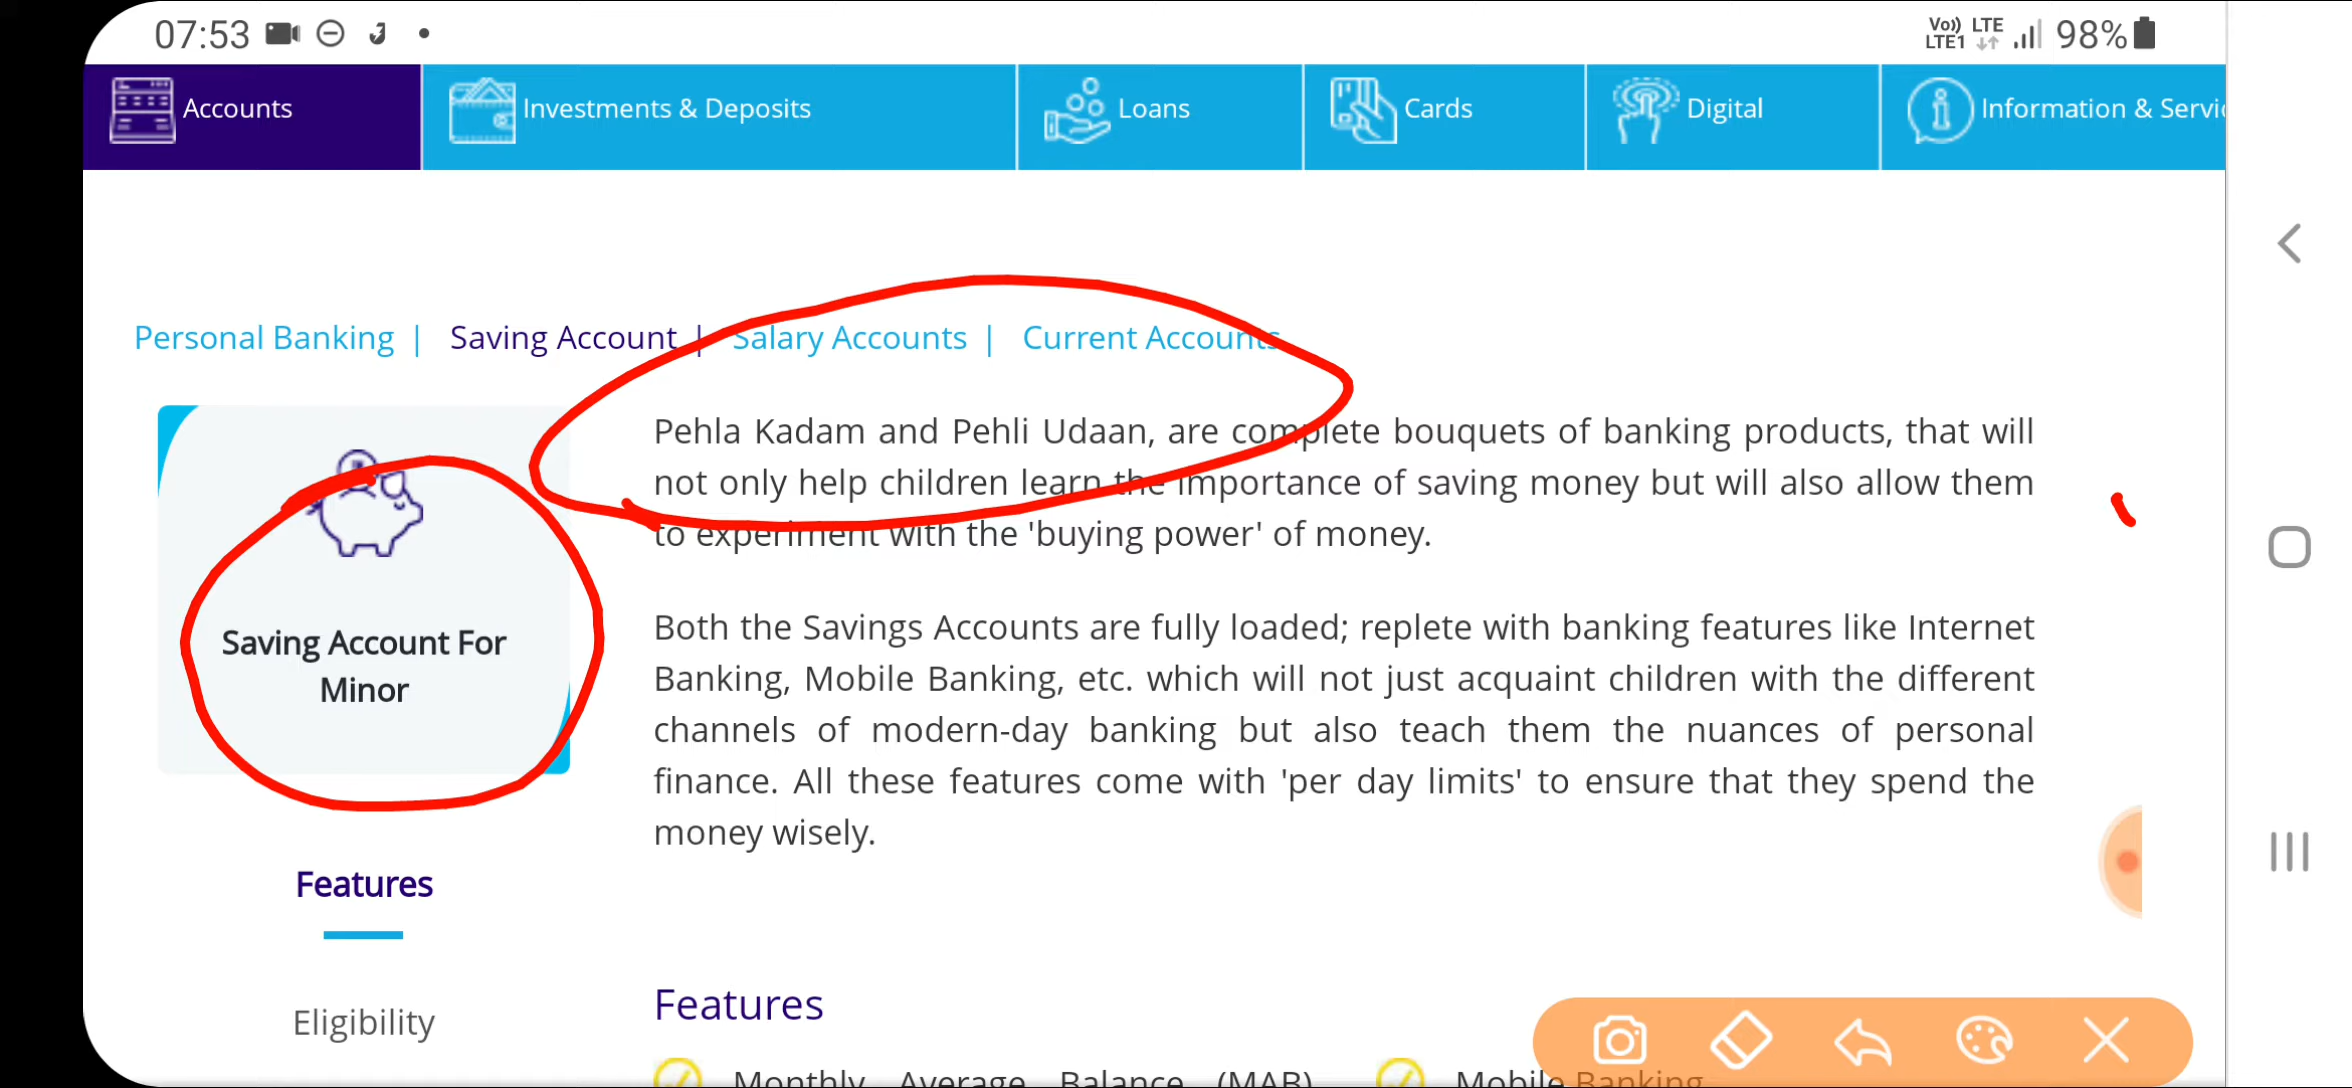 07:53
Vo)) LTE
LTE1
98%
Accounts
Investments & Deposits
Loans
Cards
Digital
Information & Servi
Personal Banking | Saving Account | Salary Accounts | Current Accounts
Saving Account For
Minor
Features
Eligibility
Pehla Kadam and Pehli Udaan, are complete bouquets of banking products, that will
not only help children learn the importance of saving money but will also allow them
to experiment with the 'buying power' of money.
Both the Savings Accounts are fully loaded; replete with banking features like Internet
Banking, Mobile Banking, etc. which will not just acquaint children with the different
channels of modern-day banking but also teach them the nuances of personal
finance. All these features come with 'per day limits' to ensure that they spend the
money wisely.
Features
Monthly Average Balance (MAB)
Mobile Banking